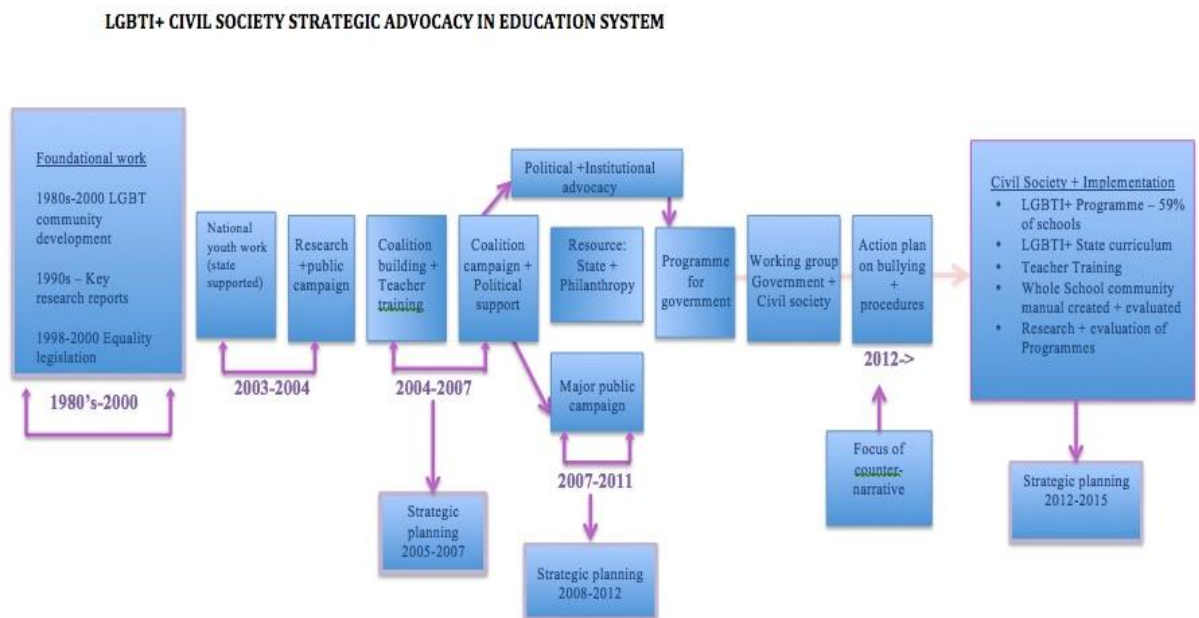 LGBTI+ CIVIL SOCIETY STRATEGIC ADVOCACY IN EDUCATION SYSTEM
Foundational work
1980s-2000 LGBT
community
development
1990s – Key
research reports
1998-2000 Equality
legislation
1980's-2000
National
youth work
(state
supported)
Research
+public
campaign
2003-2004
Coalition
building +
Teacher
training.
Coalition
campaign +
Political
support
2004-2007
Strategic
planning
2005-2007
Political +Institutional
advocacy
Resource:
State +
Philanthropy
Major public
campaign
2007-2011
Strategic planning
2008-2012
Programme
for
government
Working group
Government +
Civil society
Action plan
on bullying
+
procedures
2012->
Focus of
counter-
narrative
Civil Society + Implementation
• LGBTI+ Programme – 59%
of schools
• LGBTI+ State curriculum
• Teacher Training
• Whole School community
manual created + evaluated
• Research + evaluation of
Programmes
Strategic planning
2012-2015